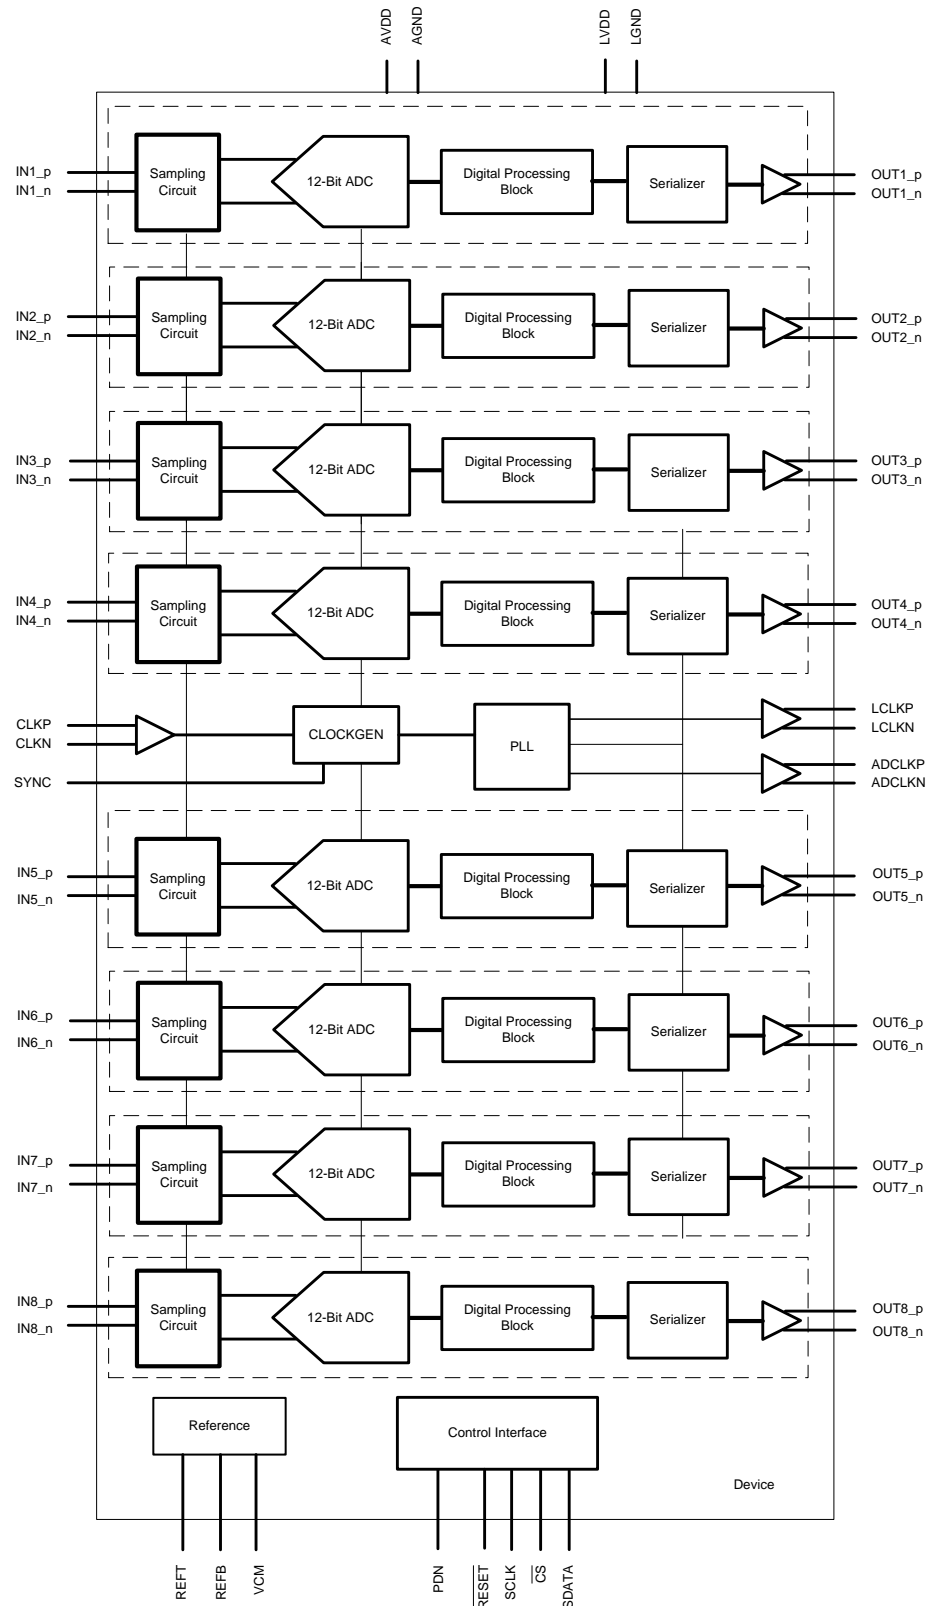 AVDD
AGND
LVDD
LGND
IN1_p
IN1_n
Sampling
Circuit
12-Bit ADC
Digital Processing
Block
Serializer
OUT1_p
OUT1_n
IN2_p
IN2_n
Sampling
Circuit
12-Bit ADC
Digital Processing
Block
Serializer
OUT2_p
OUT2_n
IN3_p
IN3_n
Sampling
Circuit
12-Bit ADC
Digital Processing
Block
Serializer
OUT3_p
OUT3_n
IN4_p
IN4_n
Sampling
Circuit
12-Bit ADC
Digital Processing
Block
Serializer
OUT4_p
OUT4_n
CLKP
CLKN
SYNC
CLOCKGEN
PLL
LCLKP
LCLKN
ADCLKP
ADCLKN
IN5_p
IN5_n
Sampling
Circuit
12-Bit ADC
Digital Processing
Block
Serializer
OUT5_p
OUT5_n
IN6_p
IN6_n
Sampling
Circuit
12-Bit ADC
Digital Processing
Block
Serializer
OUT6_p
OUT6_n
IN7_p
IN7_n
Sampling
Circuit
12-Bit ADC
Digital Processing
Block
Serializer
OUT7_p
OUT7_n
IN8_p
IN8_n
Sampling
Circuit
12-Bit ADC
Digital Processing
Block
Serializer
OUT8_p
OUT8_n
Reference
Control Interface
Device
REFT
REFB
VCM
PDN
RESET
SCLK
CS
SDATA